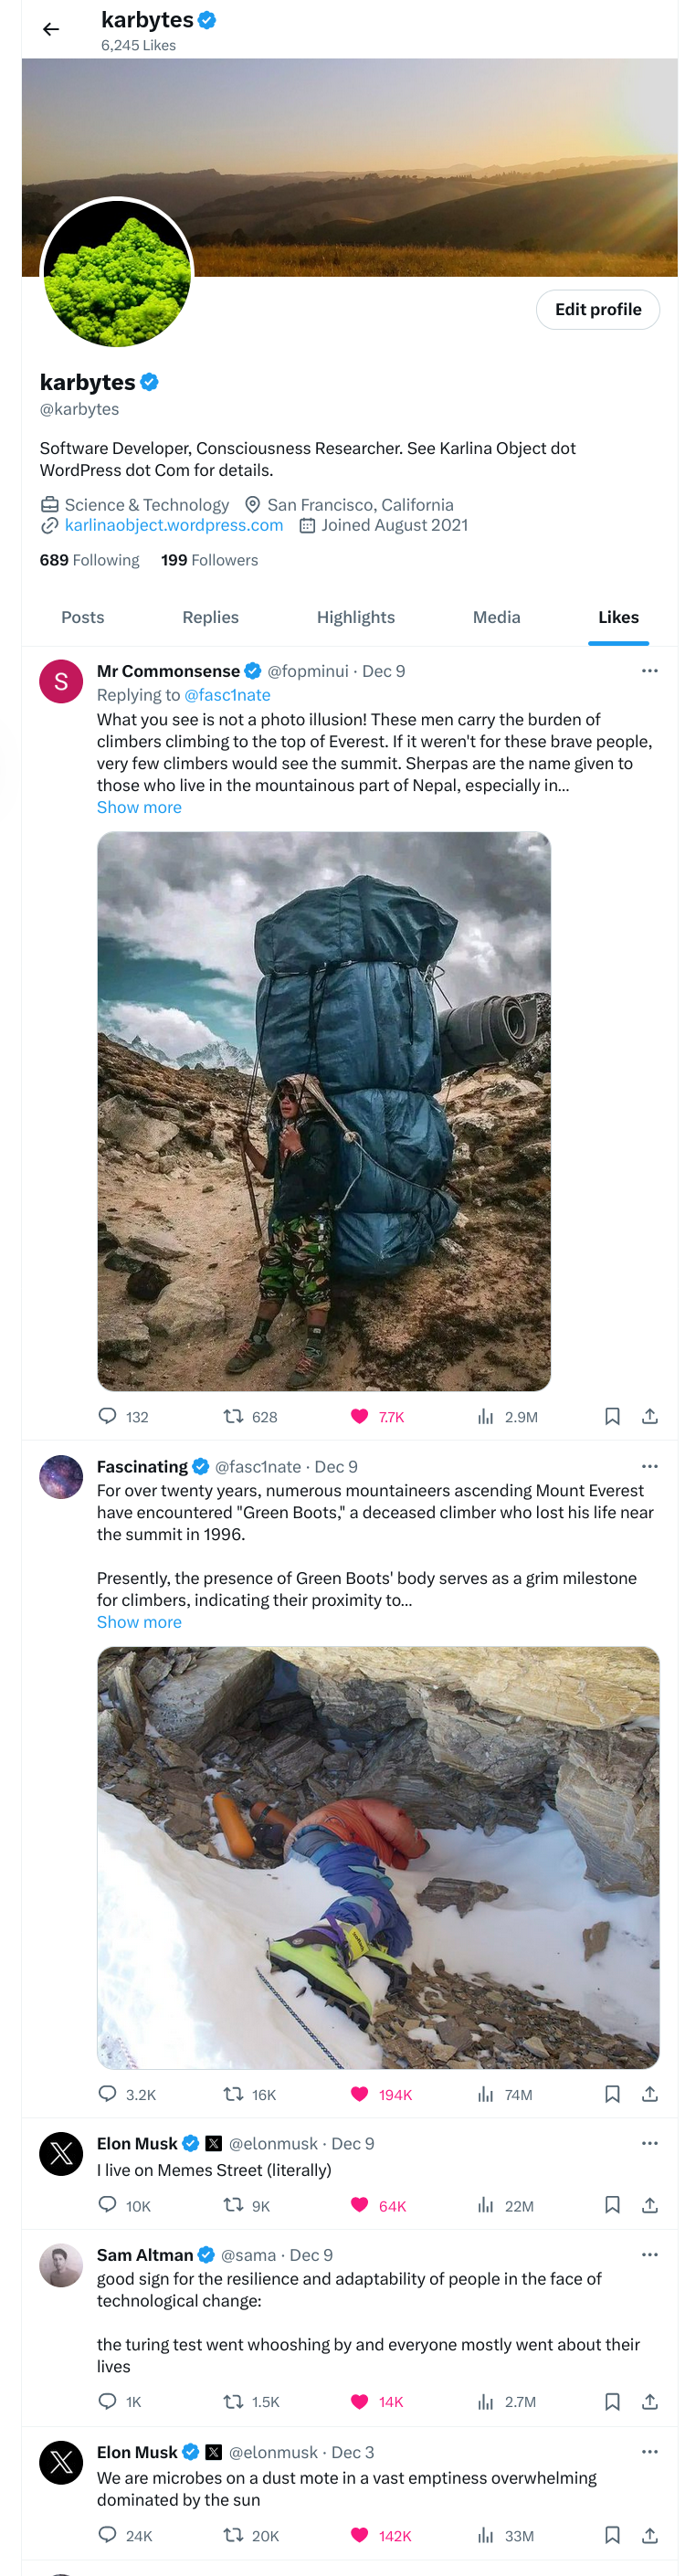 karbytes
6,245 Likes
Edit profile
karbytes
@karbytes
Software Developer, Consciousness Researcher. See Karlina Object dot
WordPress dot Com for details.
Science & Technology San Francisco, California
karlinaobject.wordpress.com Joined August 2021
689 Following 199 Followers
Posts Replies Highlights Media Likes
S
Mr Commonsense @fopminui · Dec 9
Replying to @fasc1nate
What you see is not a photo illusion! These men carry the burden of
climbers climbing to the top of Everest. If it weren't for these brave people,
very few climbers would see the summit. Sherpas are the name given to
those who live in the mountainous part of Nepal, especially in...
Show more
132 628 7.7K 2.9M
Fascinating @fasc1nate · Dec 9
For over twenty years, numerous mountaineers ascending Mount Everest
have encountered "Green Boots," a deceased climber who lost his life near
the summit in 1996.
Presently, the presence of Green Boots' body serves as a grim milestone
for climbers, indicating their proximity to...
Show more
3.2K 16K 194K 74M
Elon Musk @elonmusk · Dec 9
I live on Memes Street (literally)
10K 9K 64K 22M
Sam Altman @sama · Dec 9
good sign for the resilience and adaptability of people in the face of
technological change:
the turing test went whooshing by and everyone mostly went about their
lives
1K 1.5K 14K 2.7M
Elon Musk @elonmusk · Dec 3
We are microbes on a dust mote in a vast emptiness overwhelming
dominated by the sun
24K 20K 142K 33M